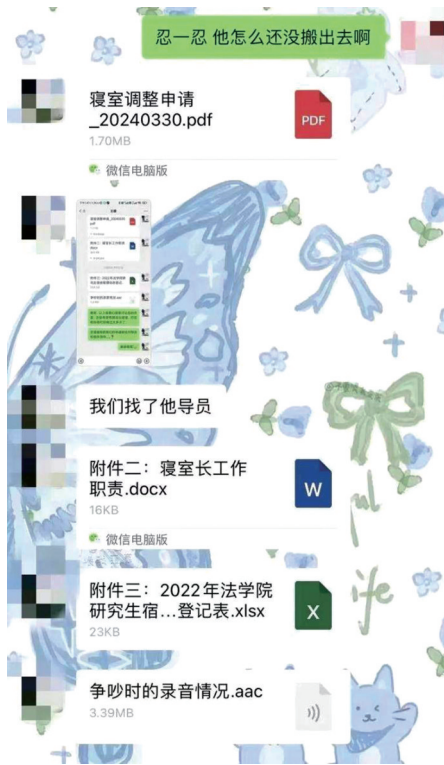 忍一忍 他怎么还没搬出去啊
寝室调整申请
_20240330.pdf
PDF
1.70MB
微信电脑版
我们找了他导员
附件二：寝室长工作
职责.docx
W
16KB
微信电脑版
附件三：2022年法学院
研究生宿...登记表.xlsx
X
23KB
争吵时的录音情况.aac
3.39MB